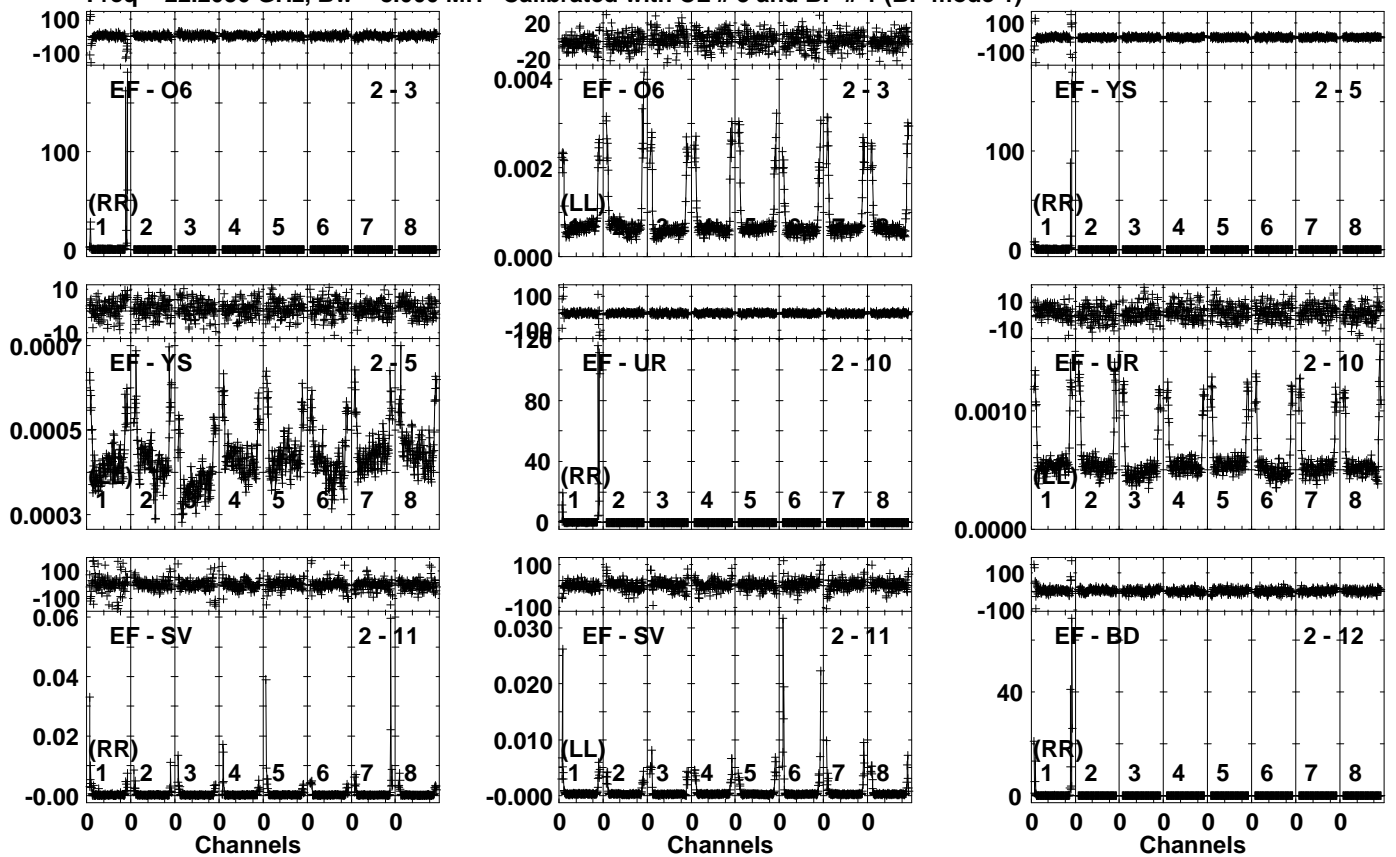 100 -100 20 -20 100 -100
EF - O6 2 - 3
100 0
(RR)
1 2 3 4 5 6 7 8
EF - O6 2 - 3
0.004 0.002 0.000
(LL)
1
EF - YS 2 - 5
100 0
(RR)
1 2 3 4 5 6 7 8
10 -10 100 10 -10
EF - YS 2 - 5
0.0007 0.0005 0.0003
1 2 4 5 6 7 8
EF - UR 2 - 10
120 80 40 0
(RR)
1 2 3 4 5 6 7 8
EF - UR 2 - 10
0.0010 0.0000
(LL)
1 2 3 4 5 6 7 8
100 -100 100 -100 100 -100
EF - SV 2 - 11
0.06 0.04 0.02 -0.00
(RR)
1 2 3 4 5 6 7 8
EF - SV 2 - 11
0.030 0.020 0.010 -0.000
(LL)
1 2 3 4 5 6 7 8
EF - BD 2 - 12
40 0
(RR)
1 2 3 4 5 6 7 8
0 0 0 0 0 0 0 0
Channels
0 0 0 0 0 0 0 0
Channels
0 0 0 0 0 0 0 0
Channels